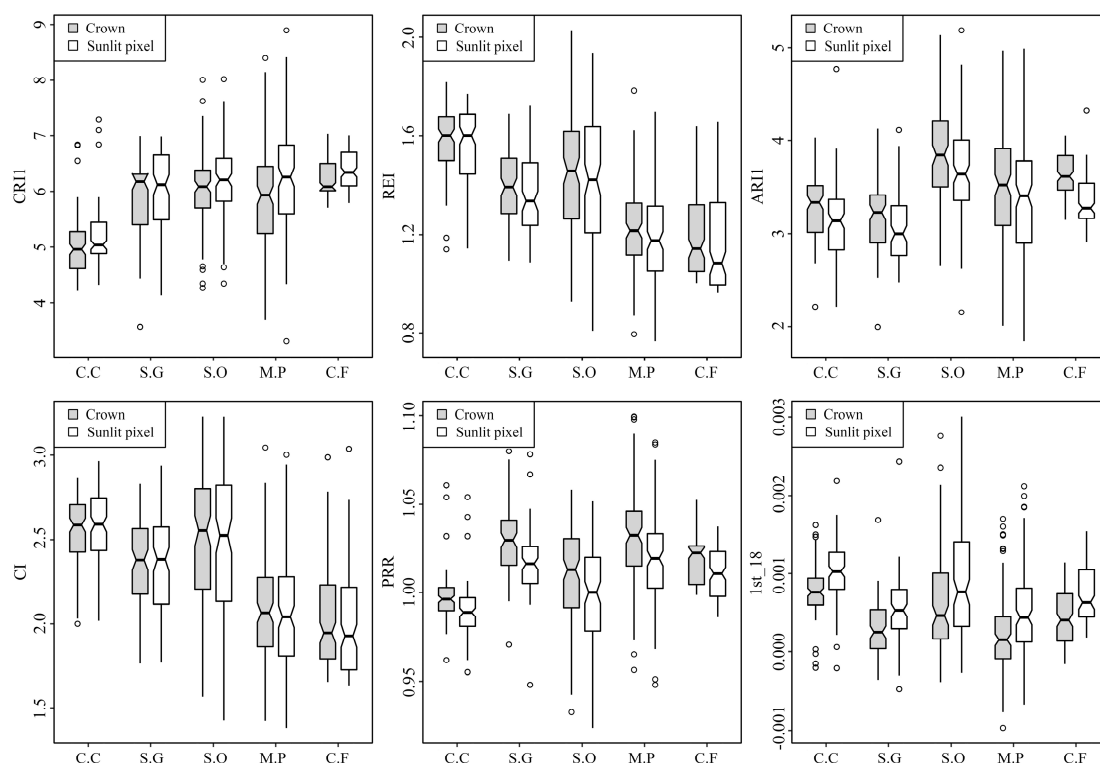 Crown
Sunlit pixel
CRI1
9
8
7
6
5
4
C.C S.G S.O M.P C.F
Crown
Sunlit pixel
REI
2.0
1.6
1.2
0.8
C.C S.G S.O M.P C.F
Crown
Sunlit pixel
ARI1
5
4
3
2
C.C S.G S.O M.P C.F
Crown
Sunlit pixel
CI
3.0
2.5
2.0
1.5
C.C S.G S.O M.P C.F
Crown
Sunlit pixel
PRR
1.10
1.05
1.00
0.95
C.C S.G S.O M.P C.F
Crown
Sunlit pixel
1st_18
0.003
0.002
0.001
0.000
-0.001
C.C S.G S.O M.P C.F